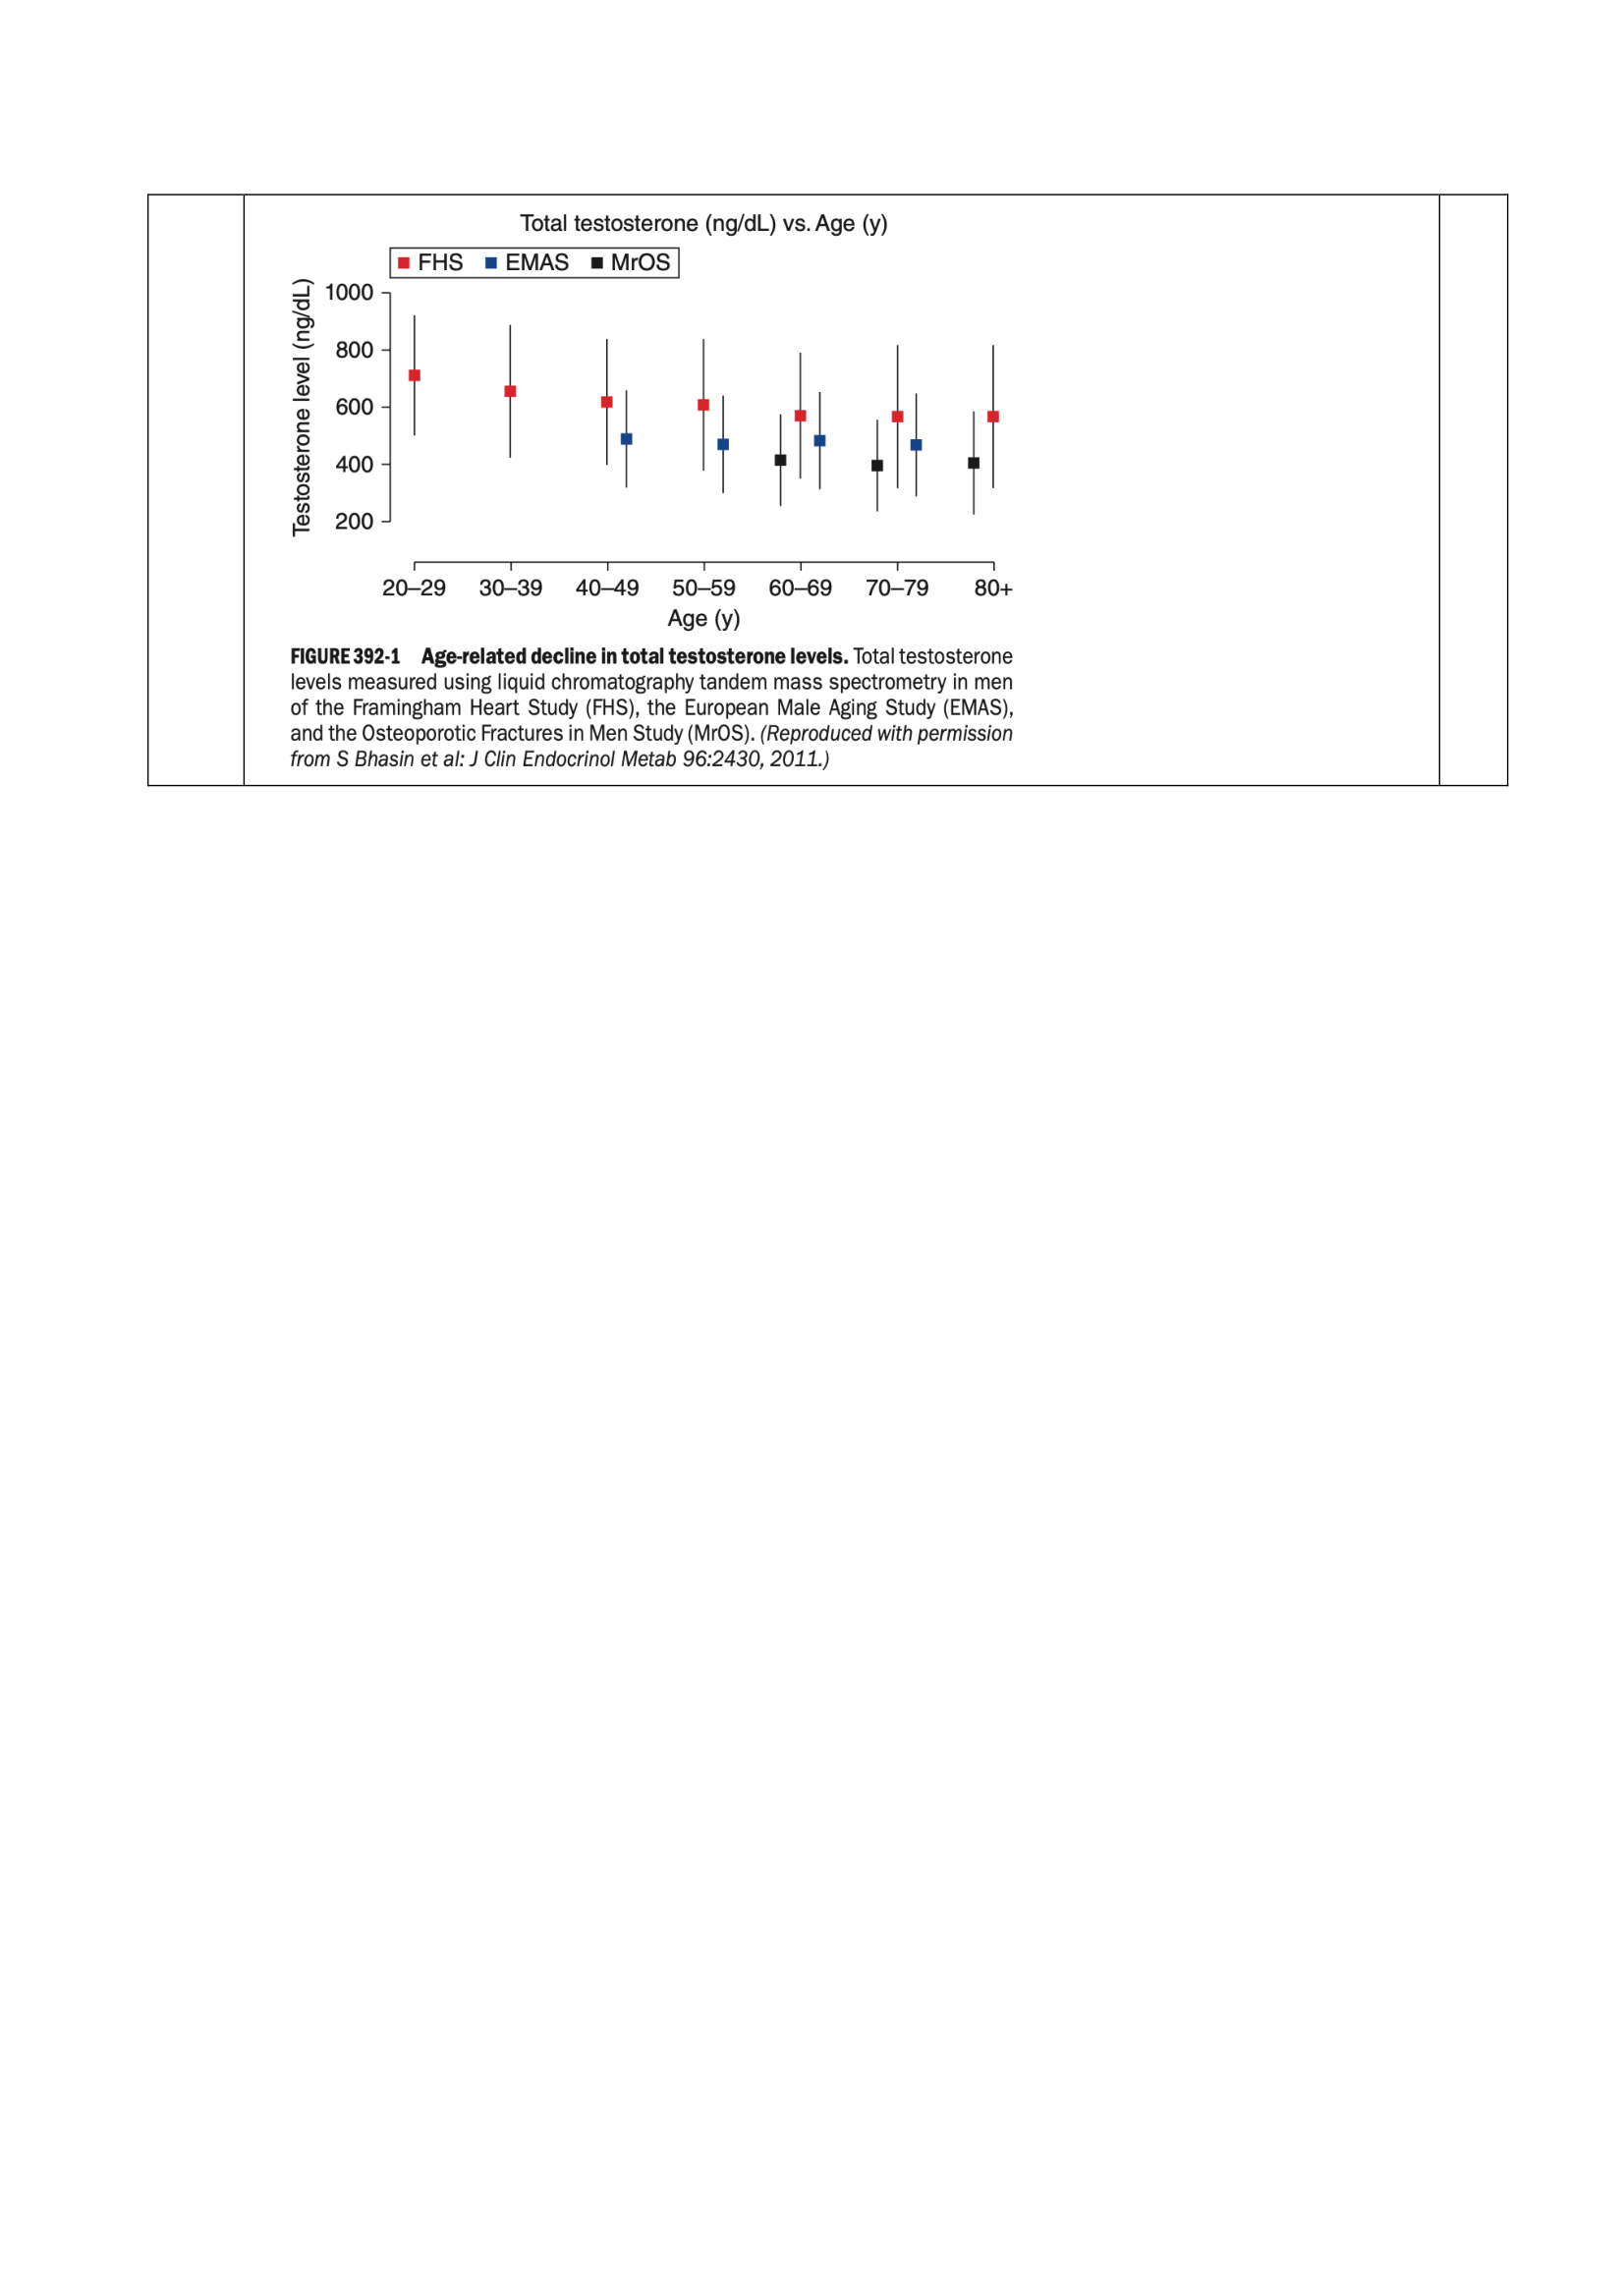 Total testosterone (ng/dL) vs. Age (y)
FHS EMAS MrOS
Testosterone level (ng/dL)
1000
800
600
400
200
20–29 30–39 40–49 50–59 60–69 70–79 80+
Age (y)
FIGURE 392-1 Age-related decline in total testosterone levels. Total testosterone
levels measured using liquid chromatography tandem mass spectrometry in men
of the Framingham Heart Study (FHS), the European Male Aging Study (EMAS),
and the Osteoporotic Fractures in Men Study (MrOS). (Reproduced with permission
from S Bhasin et al: J Clin Endocrinol Metab 96:2430, 2011.)